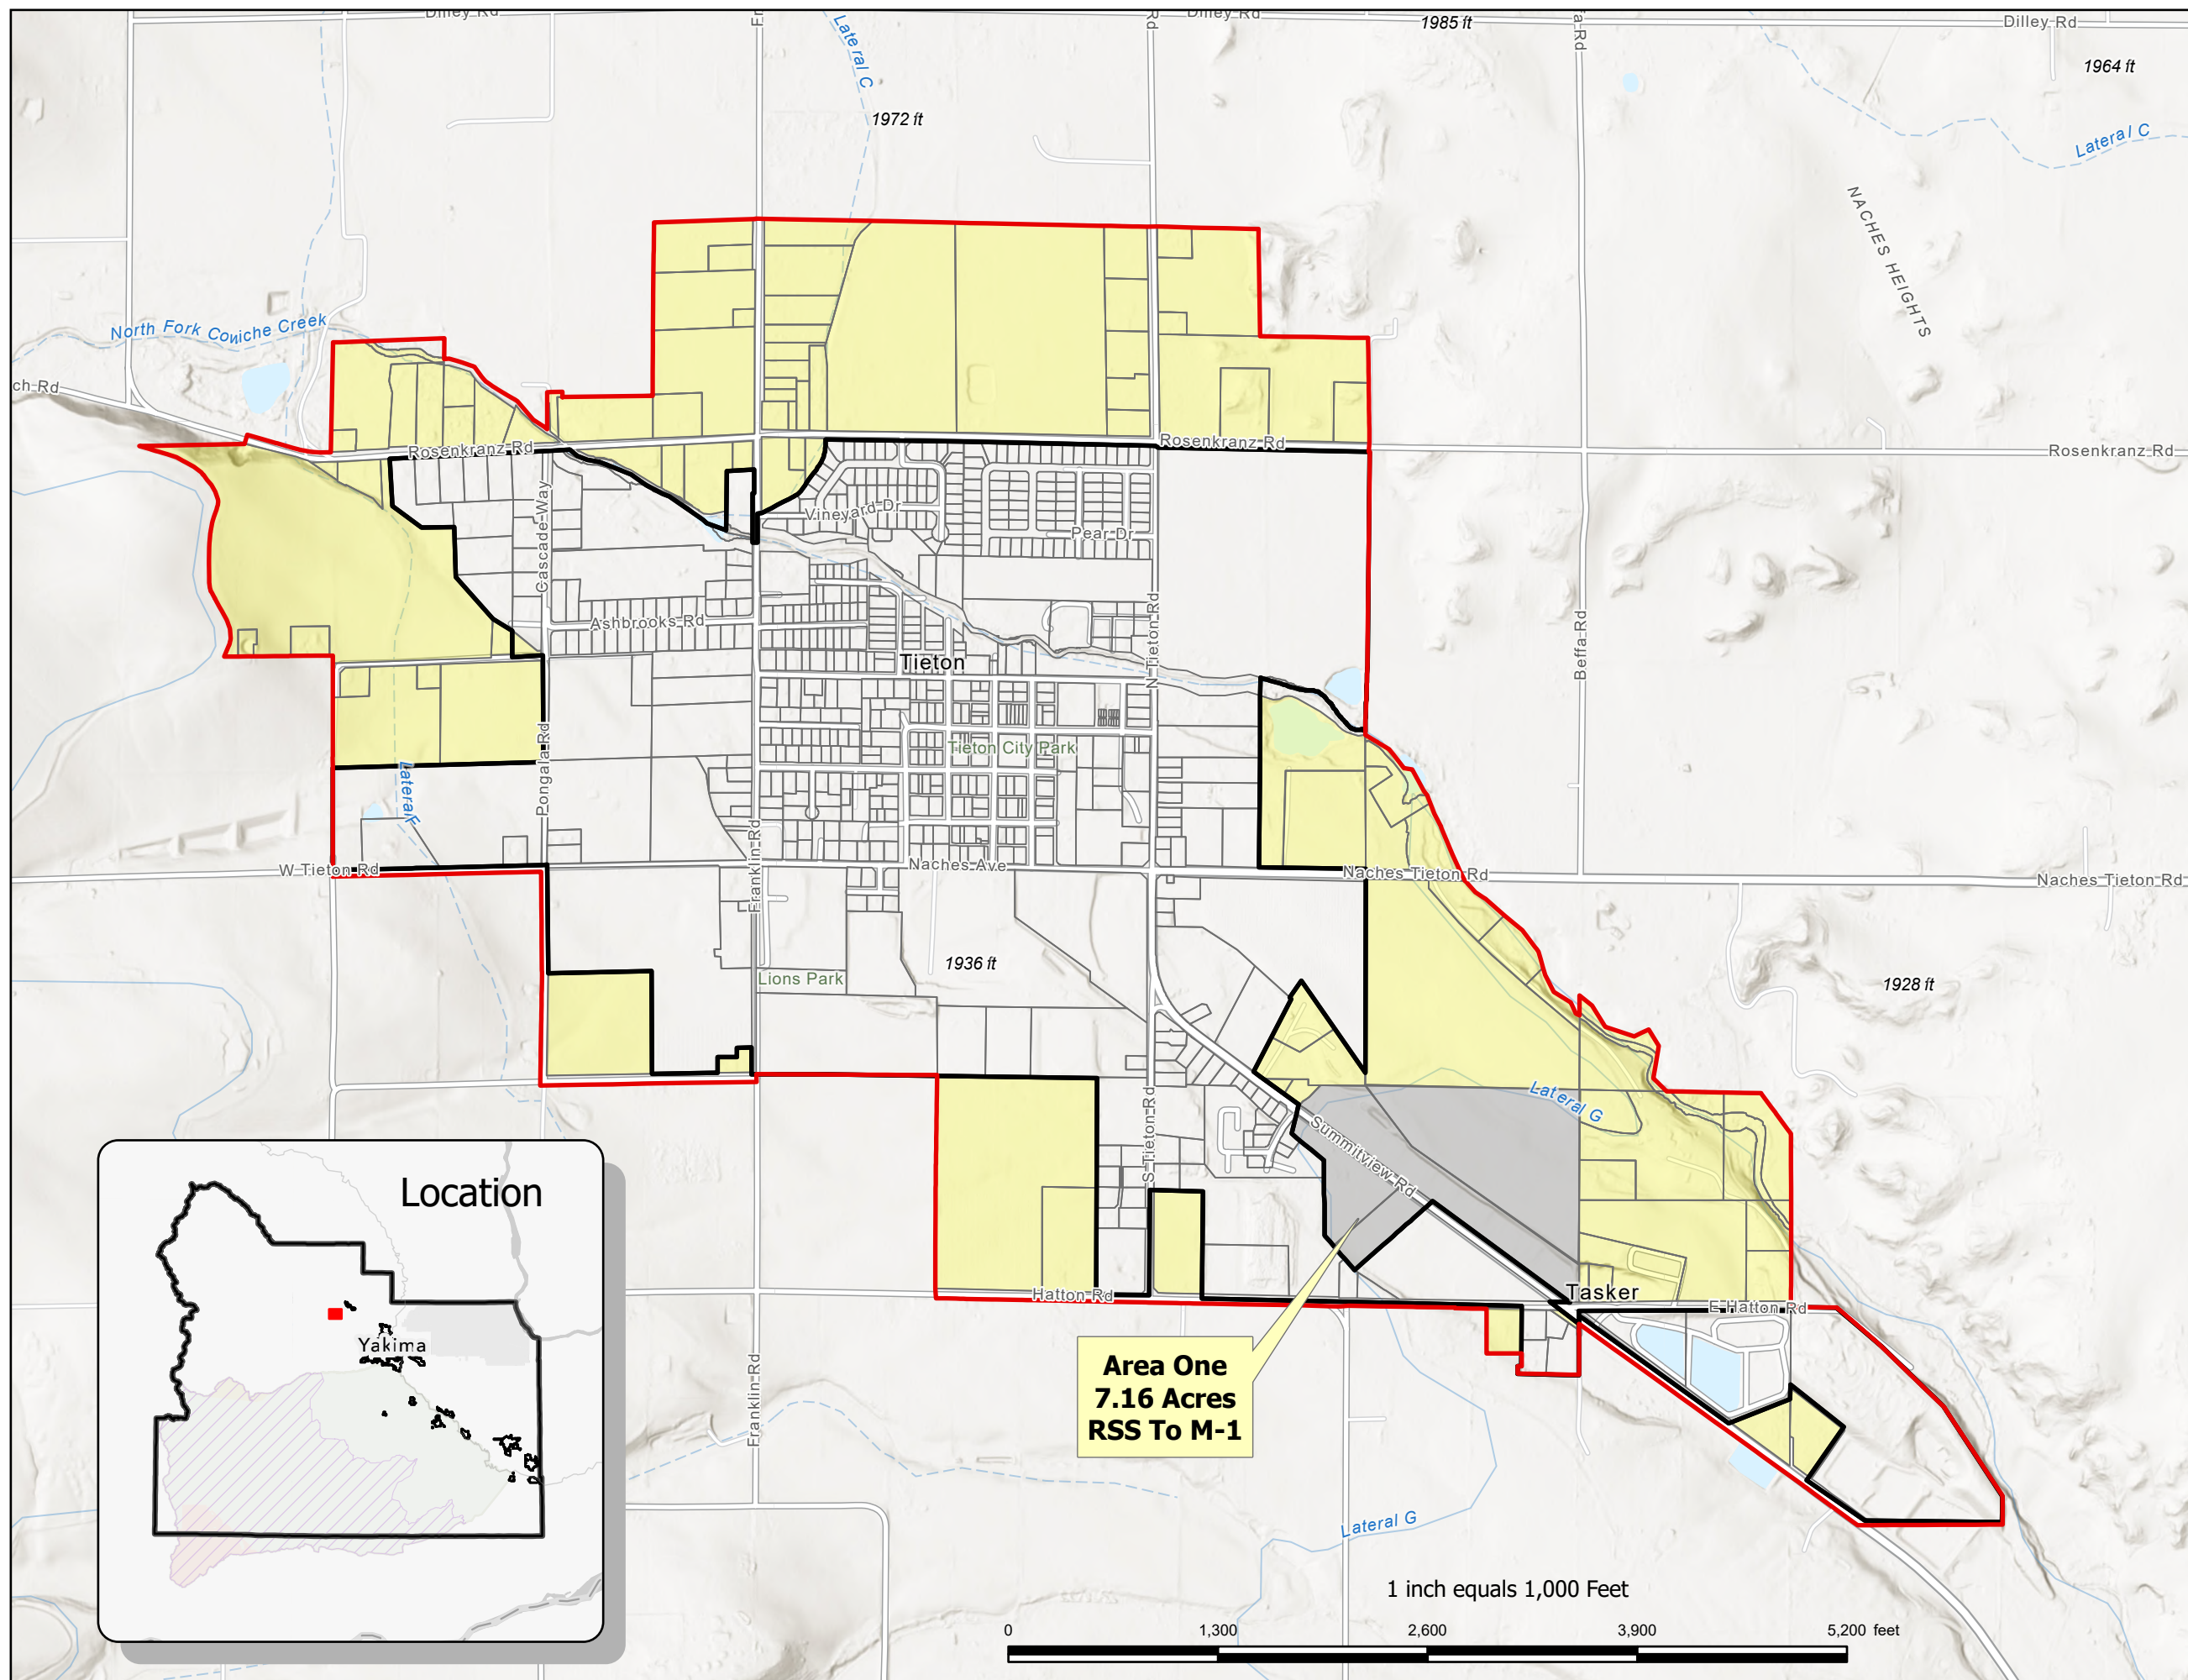 Dilley Rd
Dilley Rd
Dilley Rd
1985 ft
Lateral C
1964 ft
1972 ft
Lateral C
NACHES HEIGHTS
North Fork Cowiche Creek
ch Rd
Rosenkranz Rd
Rosenkranz Rd
Rosenkranz Rd
Vineyard Dr
Pear Dr
Cascade Way
Ashbrooks Rd
N Tieton Rd
Beffa Rd
Tieton
Tieton City Park
Pongala Rd
Lateral F
Franklin Rd
W Tieton Rd
Naches Ave
Naches Tieton Rd
Naches Tieton Rd
1936 ft
Lions Park
1928 ft
Lateral G
S Tieton Rd
Summitview Rd
Hatton Rd
Tasker
E Hatton Rd
Location
Yakima
Area One
7.16 Acres
RSS To M-1
Franklin Rd
Lateral G
1 inch equals 1,000 Feet
0 1,300 2,600 3,900 5,200 feet